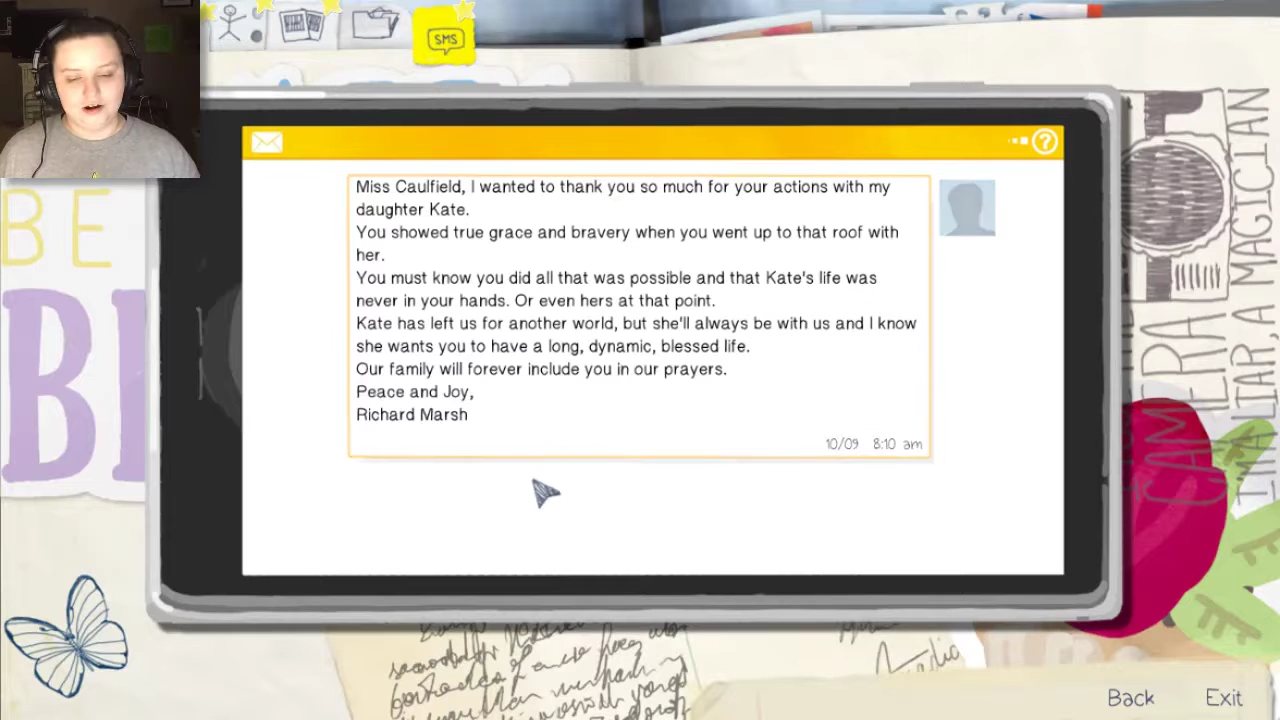 SMS
Miss Caulfield, I wanted to thank you so much for your actions with my
daughter Kate.
You showed true grace and bravery when you went up to that roof with
her.
You must know you did all that was possible and that Kate's life was
never in your hands. Or even hers at that point.
Kate has left us for another world, but she'll always be with us and I know
she wants you to have a long, dynamic, blessed life.
Our family will forever include you in our prayers.
Peace and Joy,
Richard Marsh
10/09 8:10 am
BE
CAMERA
A MAGICIAN
Back Exit